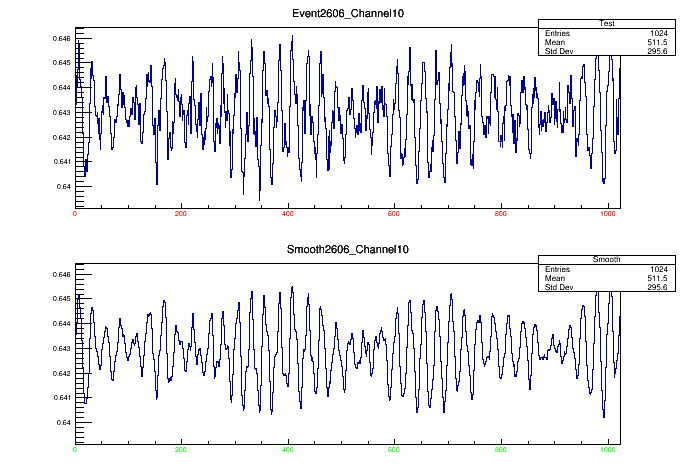 Event2606_Channel10
Test
Entries 1024
Mean 511.5
Std Dev 295.6
0.646
0.645
0.644
0.643
0.642
0.641
0.64
0 200 400 600 800 1000
Smooth2606_Channel10
Smooth
Entries 1024
Mean 511.5
Std Dev 295.6
0.646
0.645
0.644
0.643
0.642
0.641
0.64
0 200 400 600 800 1000